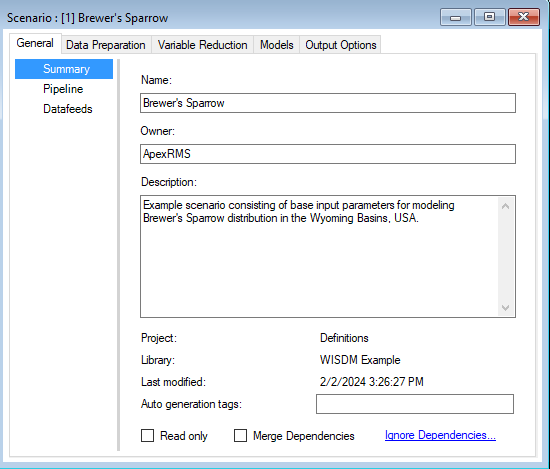 Scenario : [1] Brewer's Sparrow
General Data Preparation Variable Reduction Models Output Options
Summary
Pipeline
Datafeeds
Name:
Brewer's Sparrow
Owner:
ApexRMS
Description:
Example scenario consisting of base input parameters for modeling
Brewer's Sparrow distribution in the Wyoming Basins, USA.
Project: Definitions
Library: WISDM Example
Last modified: 2/2/2024 3:26:27 PM
Auto generation tags:
Read only Merge Dependencies Ignore Dependencies...